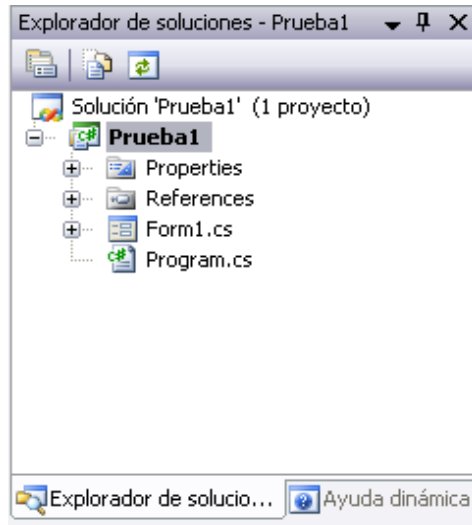 Explorador de soluciones - Prueba1
Solución 'Prueba1' (1 proyecto)
Prueba1
Properties
References
Form1.cs
Program.cs
Explorador de solucio... Ayuda dinámica